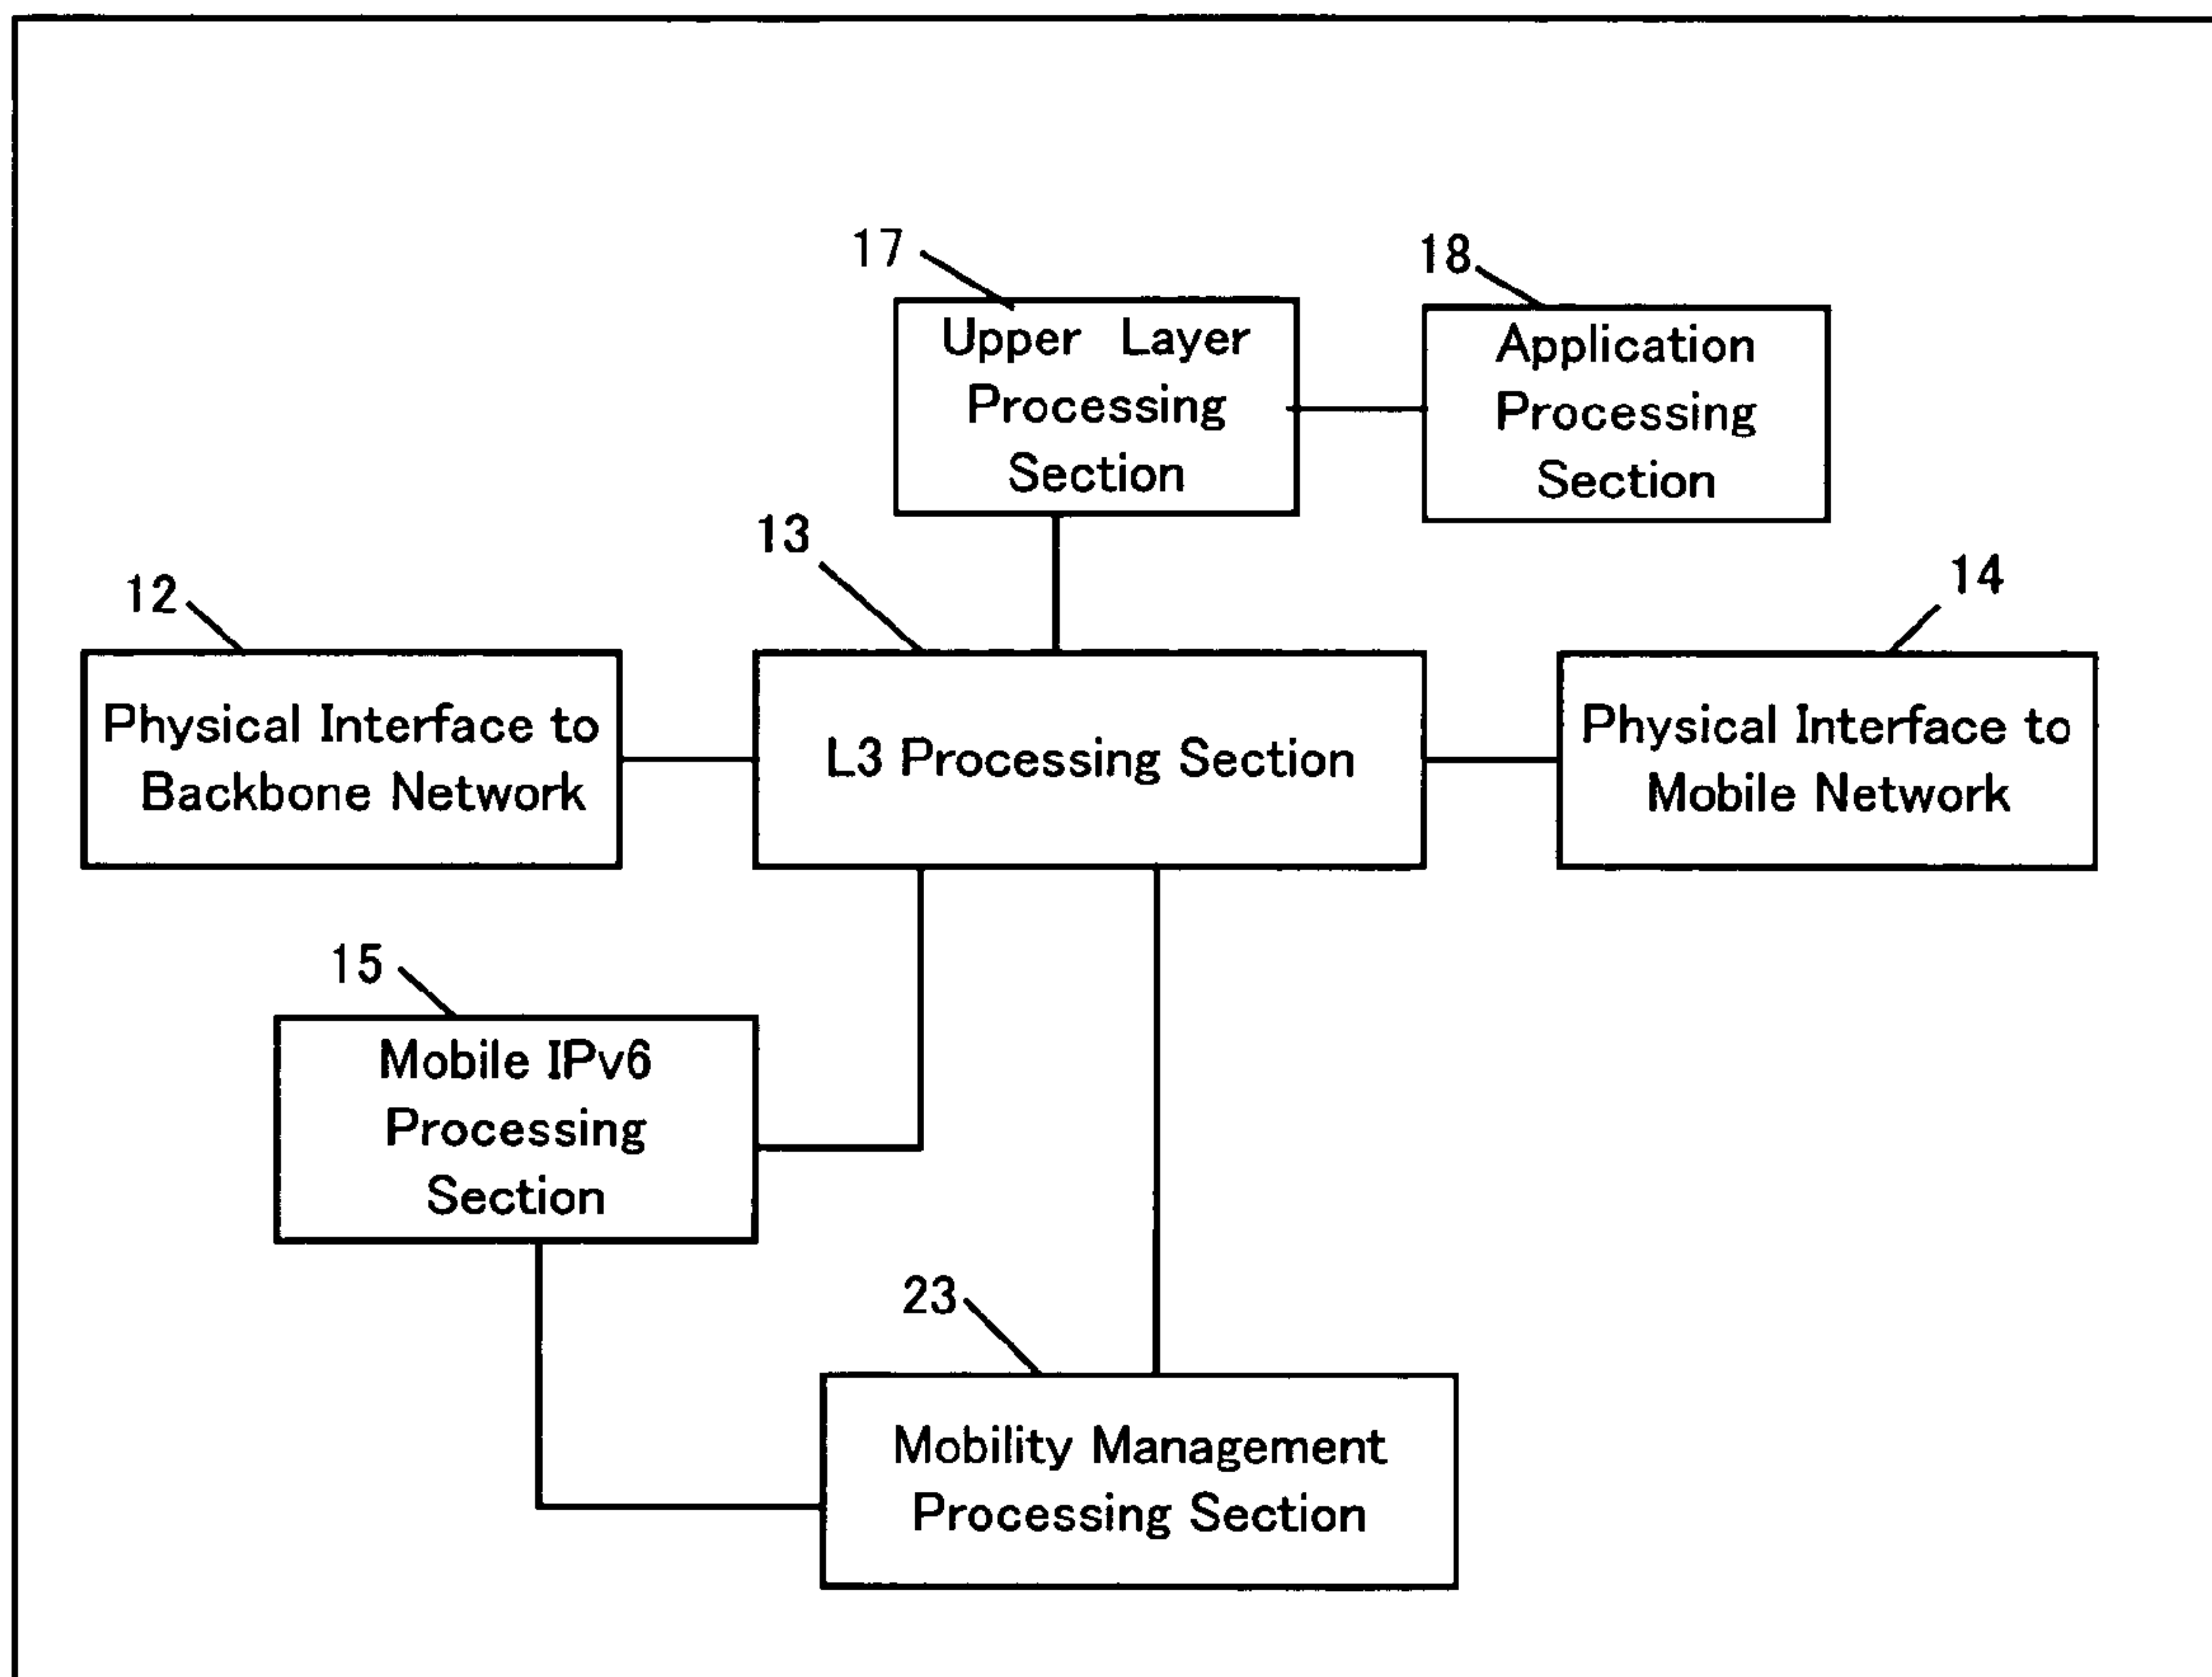 17
Upper Layer
Processing
Section
18
Application
Processing
Section
13
L3 Processing Section
12
Physical Interface to
Backbone Network
14
Physical Interface to
Mobile Network
15
Mobile IPv6
Processing
Section
23
Mobility Management
Processing Section